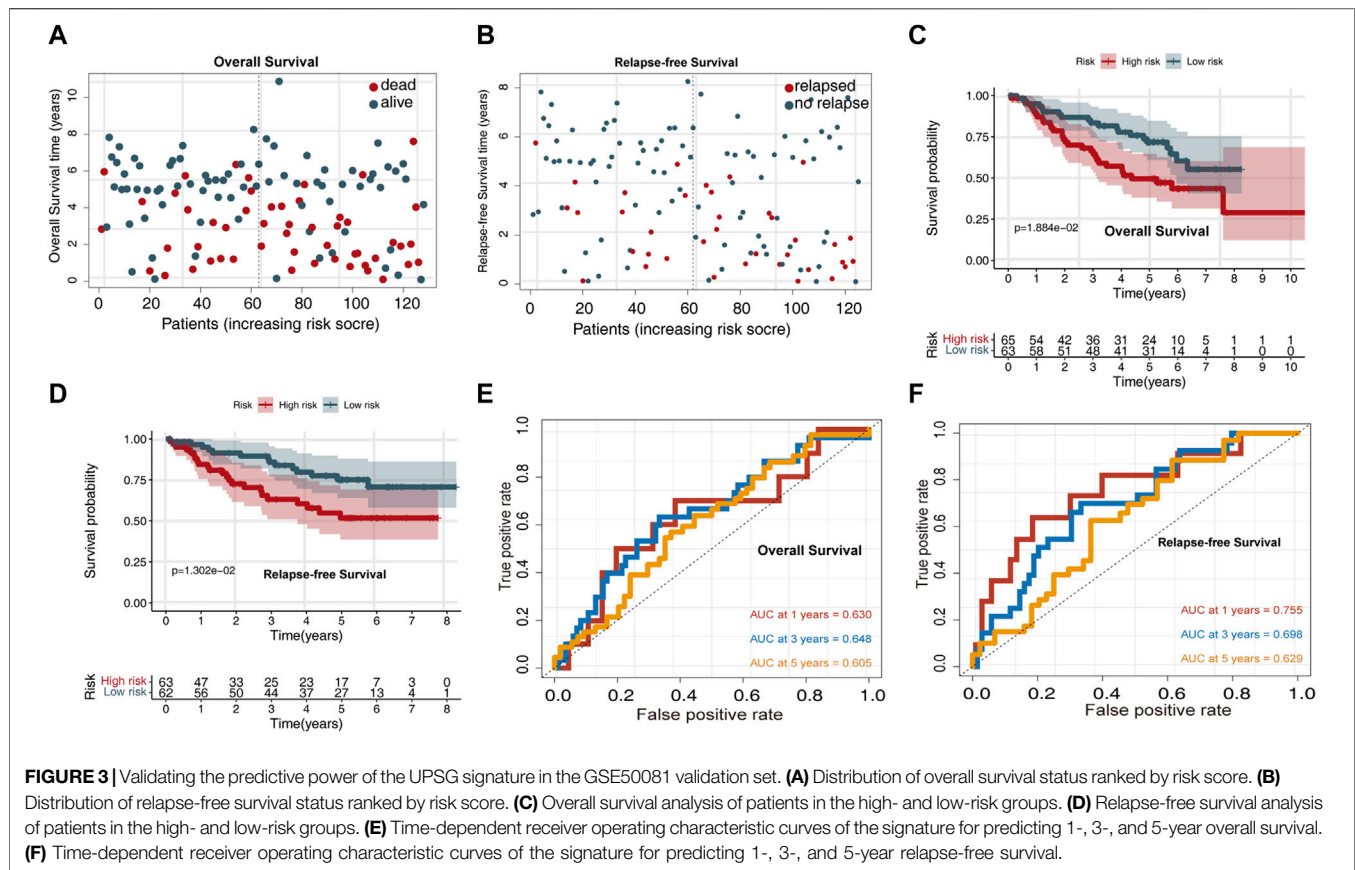 A
Overall Survival
dead
alive
Overall Survival time (years)
0 2 4 6 8 10
0 20 40 60 80 100 120
Patients (increasing risk socre)
B
Relapse-free Survival
relapsed
no relapse
Relapse-free Survival time (years)
0 2 4 6 8
0 20 40 60 80 100 120
Patients (increasing risk socre)
C
Risk High risk Low risk
Survival probability
1.00
0.75
0.50
0.25
0.00
p=1.884e-02
Overall Survival
0 1 2 3 4 5 6 7 8 9 10
Time(years)
Risk
High risk 65 54 42 36 31 24 10 5 1 1 1
Low risk 63 58 51 48 41 31 14 4 1 0 0
0 1 2 3 4 5 6 7 8 9 10
Time(years)
D
Risk High risk Low risk
Survival probability
1.00
0.75
0.50
0.25
0.00
p=1.302e-02
Relapse-free Survival
0 1 2 3 4 5 6 7 8
Time(years)
Risk
High risk 63 47 33 25 23 17 7 3 0
Low risk 62 56 50 44 37 27 13 4 1
0 1 2 3 4 5 6 7 8
Time(years)
E
True positive rate
0.0 0.2 0.4 0.6 0.8 1.0
Overall Survival
AUC at 1 years = 0.630
AUC at 3 years = 0.648
AUC at 5 years = 0.605
0.0 0.2 0.4 0.6 0.8 1.0
False positive rate
F
True positive rate
0.0 0.2 0.4 0.6 0.8 1.0
Relapse-free Survival
AUC at 1 years = 0.755
AUC at 3 years = 0.698
AUC at 5 years = 0.629
0.0 0.2 0.4 0.6 0.8 1.0
False positive rate
FIGURE 3 | Validating the predictive power of the UPSG signature in the GSE50081 validation set. (A) Distribution of overall survival status ranked by risk score. (B)
Distribution of relapse-free survival status ranked by risk score. (C) Overall survival analysis of patients in the high- and low-risk groups. (D) Relapse-free survival analysis
of patients in the high- and low-risk groups. (E) Time-dependent receiver operating characteristic curves of the signature for predicting 1-, 3-, and 5-year overall survival.
(F) Time-dependent receiver operating characteristic curves of the signature for predicting 1-, 3-, and 5-year relapse-free survival.